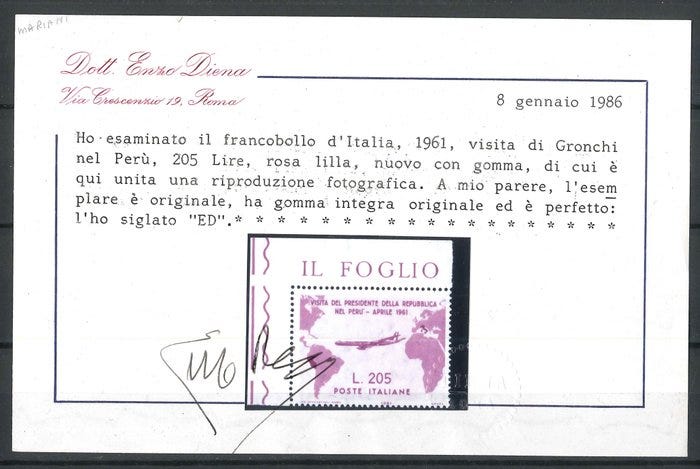 MARIANI
Dott. Enzo Diena
Via Crescenzio 19, Roma
8 gennaio 1986
Ho esaminato il francobollo d'Italia, 1961, visita di Gronchi
nel Perù, 205 Lire, rosa lilla, nuovo con gomma, di cui è
qui unita una riproduzione fotografica. A mio parere, l'esem
plare è originale, ha gomma integra originale ed è perfetto:
l'ho siglato "ED".* * * * * * * * * * * * * * * * * * *
IL FOGLIO
VISITA DEL PRESIDENTE DELLA REPUBBLICA
NEL PERU' - APRILE 1961
L. 205
POSTE ITALIANE